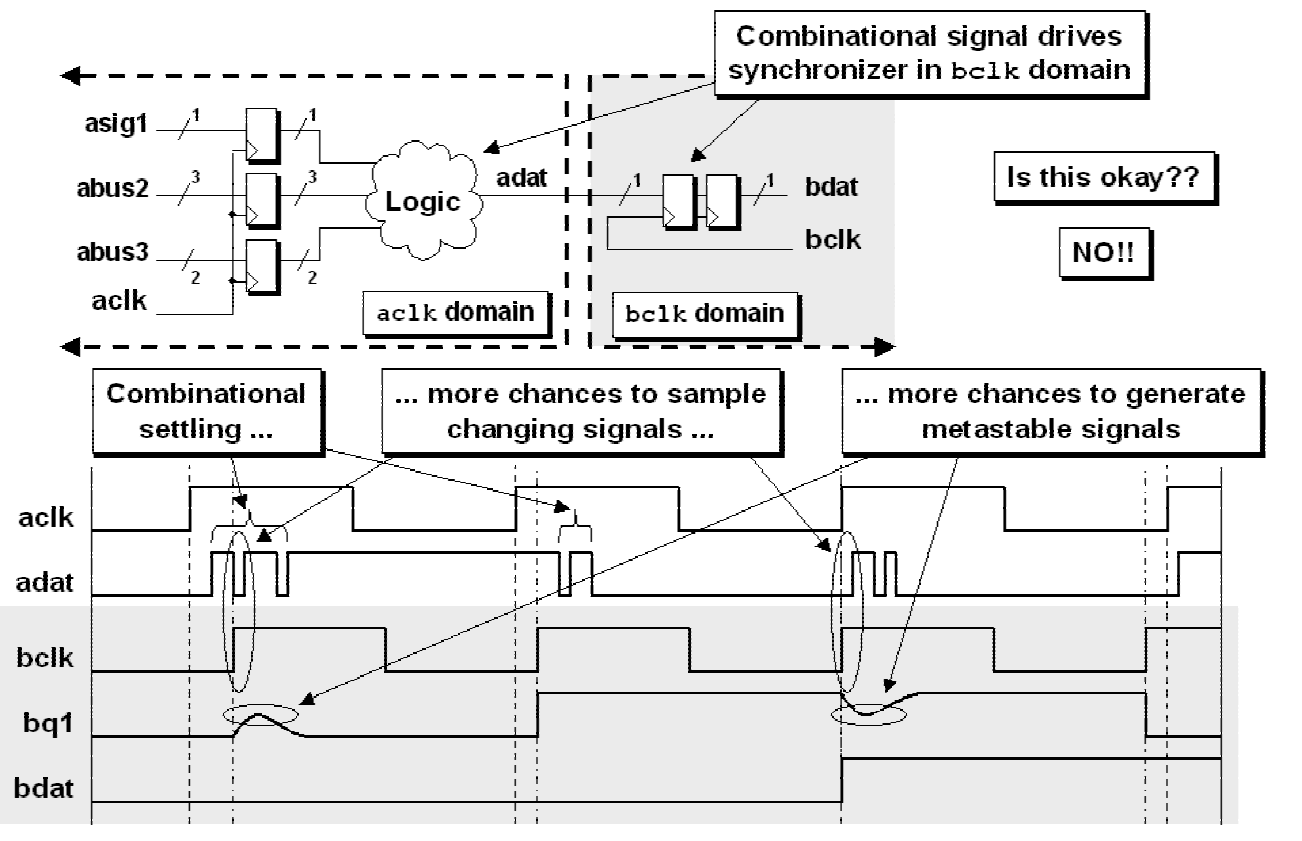 Combinational signal drives
synchronizer in bclk domain
asig1
1
1
abus2
3
3
Logic
adat
1
1
bdat
abus3
2
2
bclk
aclk
aclk domain
bclk domain
Is this okay??
NO!!
Combinational
settling ...
... more chances to sample
changing signals ...
... more chances to generate
metastable signals
aclk
adat
bclk
bq1
bdat